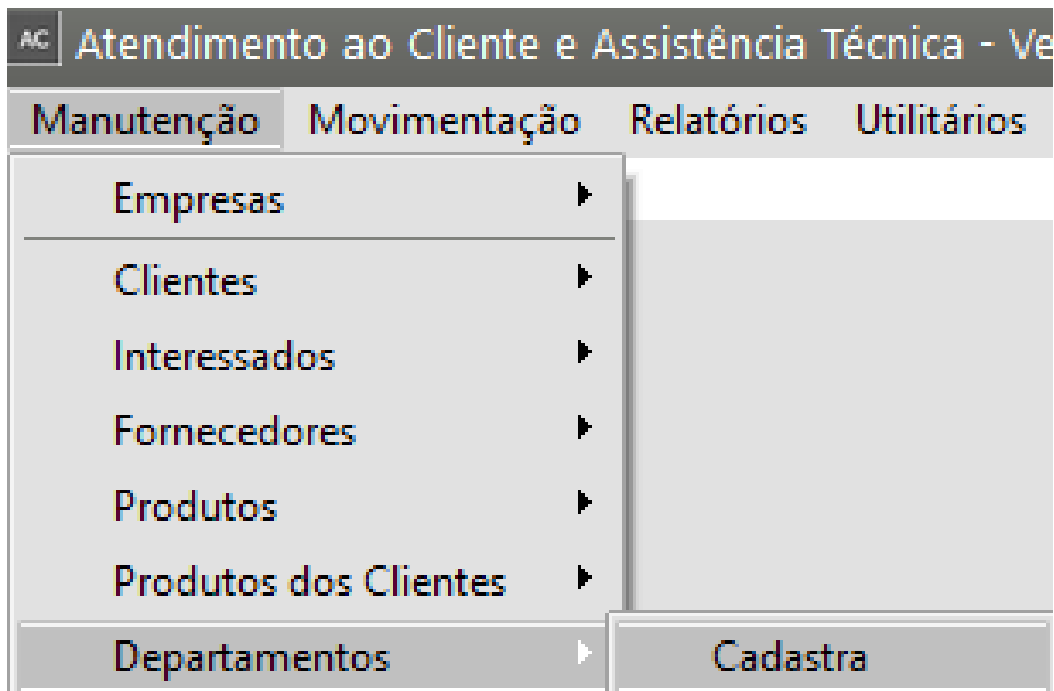 AC Atendimento ao Cliente e Assistência Técnica - Ve
Manutenção Movimentação Relatórios Utilitários
Empresas
Clientes
Interessados
Fornecedores
Produtos
Produtos dos Clientes
Departamentos Cadastra